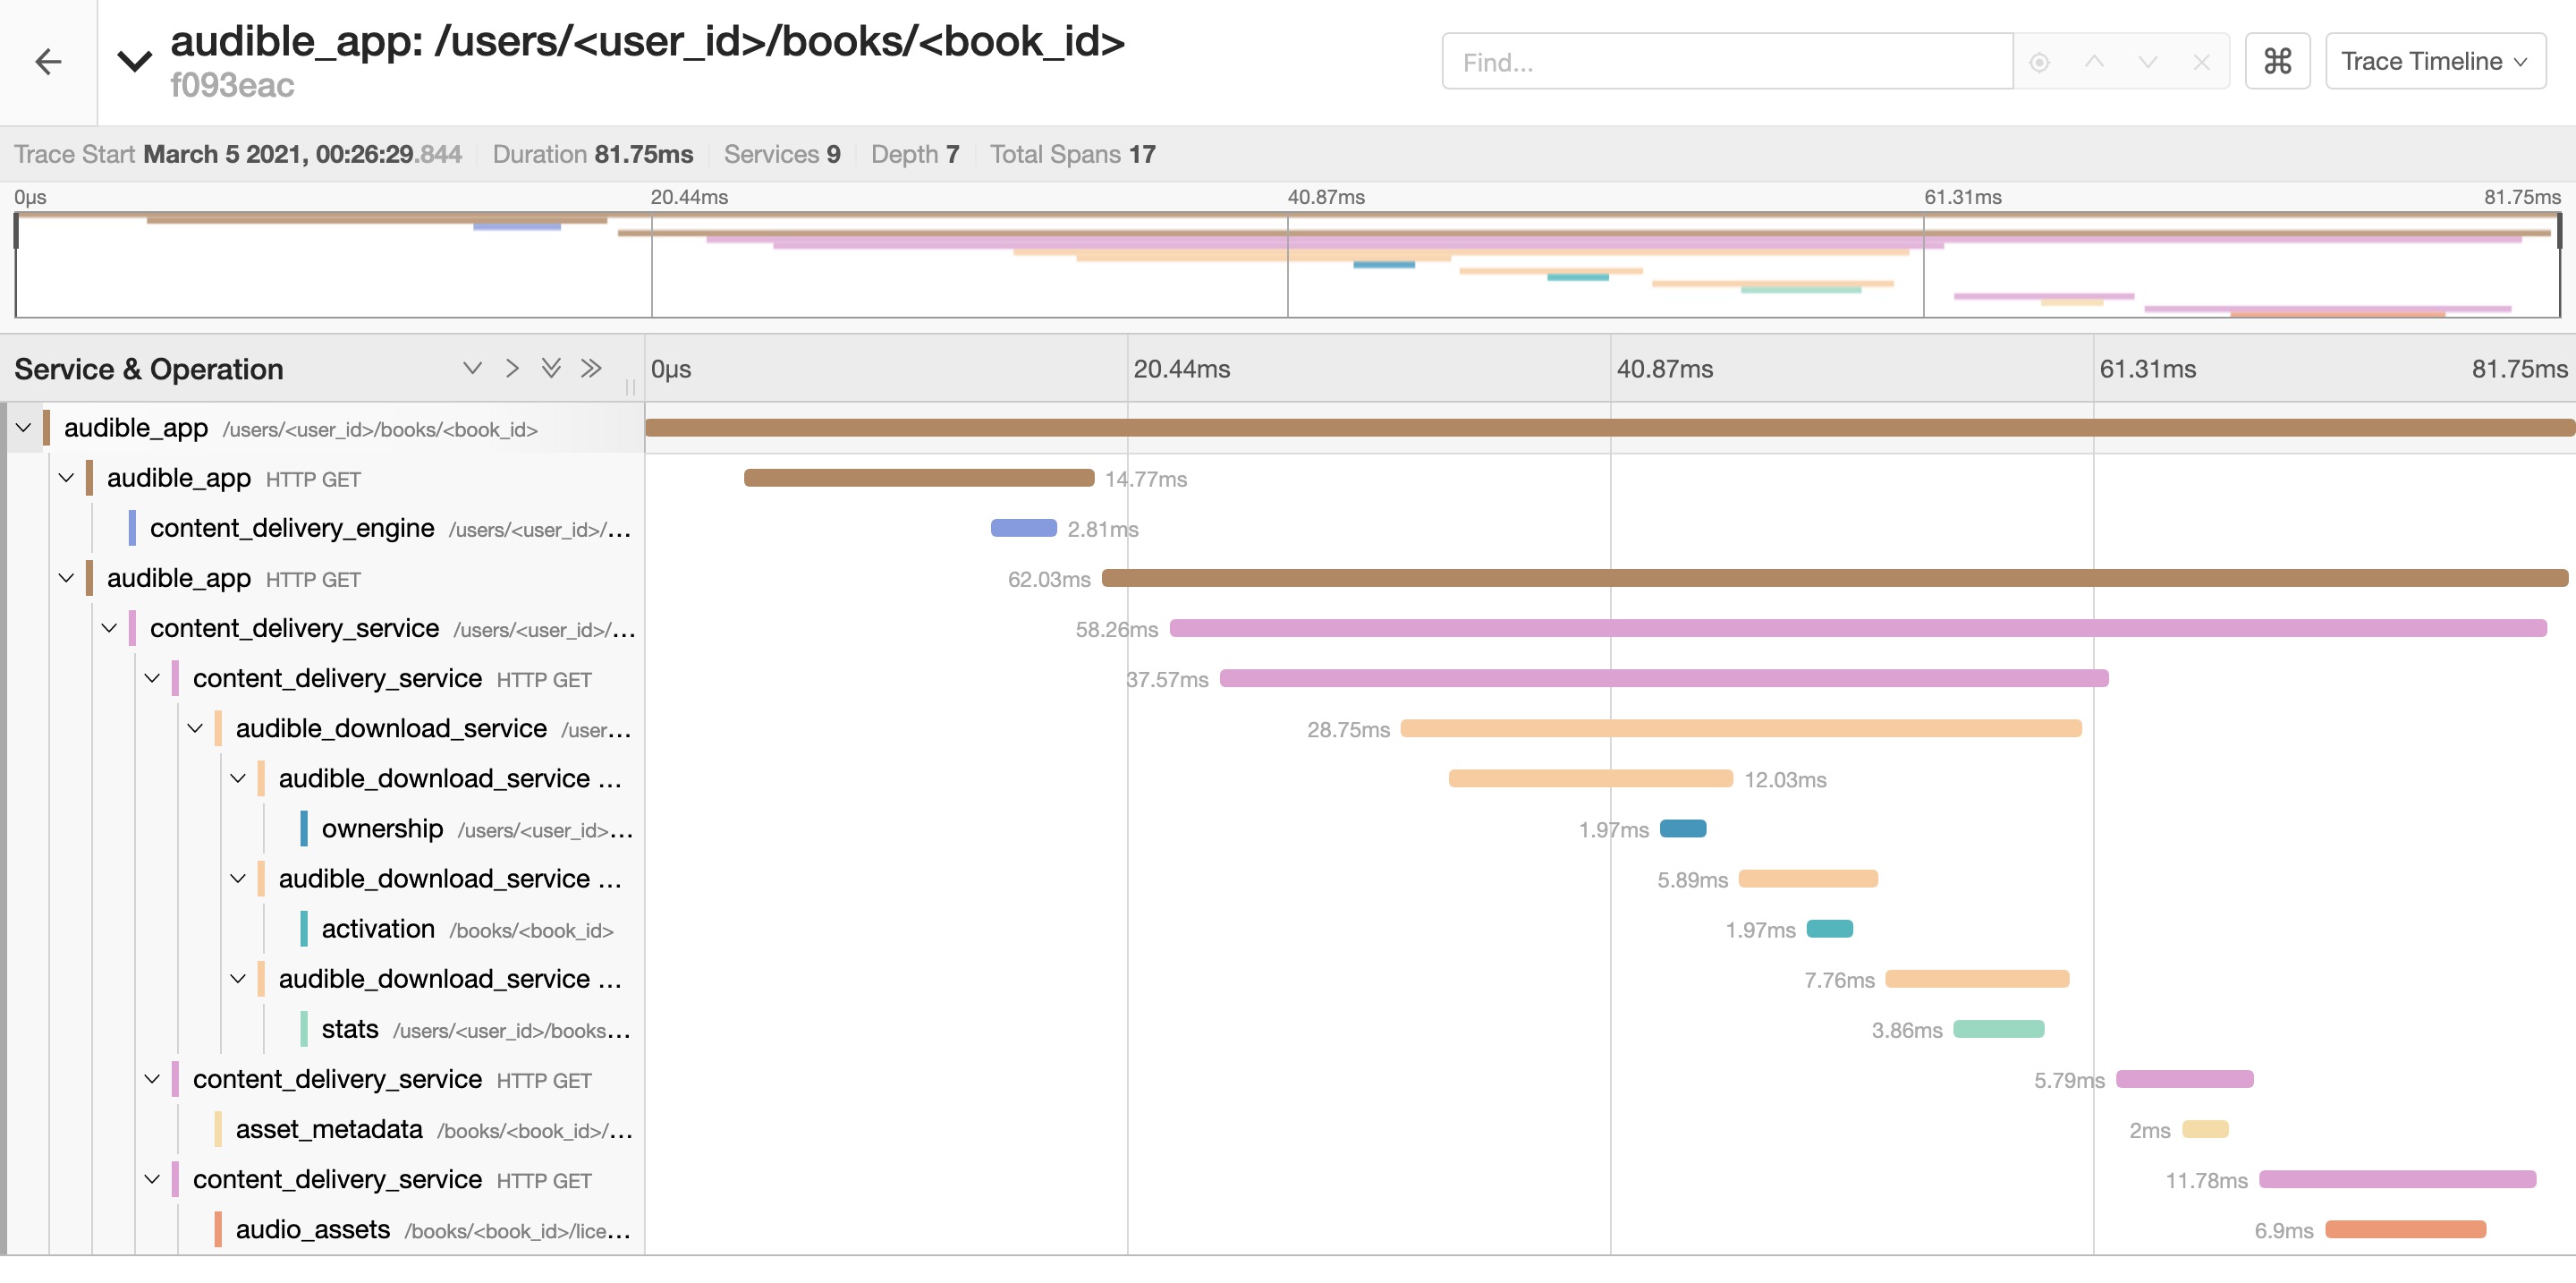 audible_app: /users/<user_id>/books/<book_id>
f093eac
Find...
⌘
Trace Timeline
Trace Start March 5 2021, 00:26:29.844 Duration 81.75ms Services 9 Depth 7 Total Spans 17
0μs 20.44ms 40.87ms 61.31ms 81.75ms
Service & Operation 0μs 20.44ms 40.87ms 61.31ms 81.75ms
audible_app /users/<user_id>/books/<book_id>
audible_app HTTP GET 14.77ms
content_delivery_engine /users/<user_id>/... 2.81ms
audible_app HTTP GET 62.03ms
content_delivery_service /users/<user_id>/... 58.26ms
content_delivery_service HTTP GET 37.57ms
audible_download_service /user... 28.75ms
audible_download_service ... 12.03ms
ownership /users/<user_id>... 1.97ms
audible_download_service ... 5.89ms
activation /books/<book_id> 1.97ms
audible_download_service ... 7.76ms
stats /users/<user_id>/books... 3.86ms
content_delivery_service HTTP GET 5.79ms
asset_metadata /books/<book_id>/... 2ms
content_delivery_service HTTP GET 11.78ms
audio_assets /books/<book_id>/lice... 6.9ms